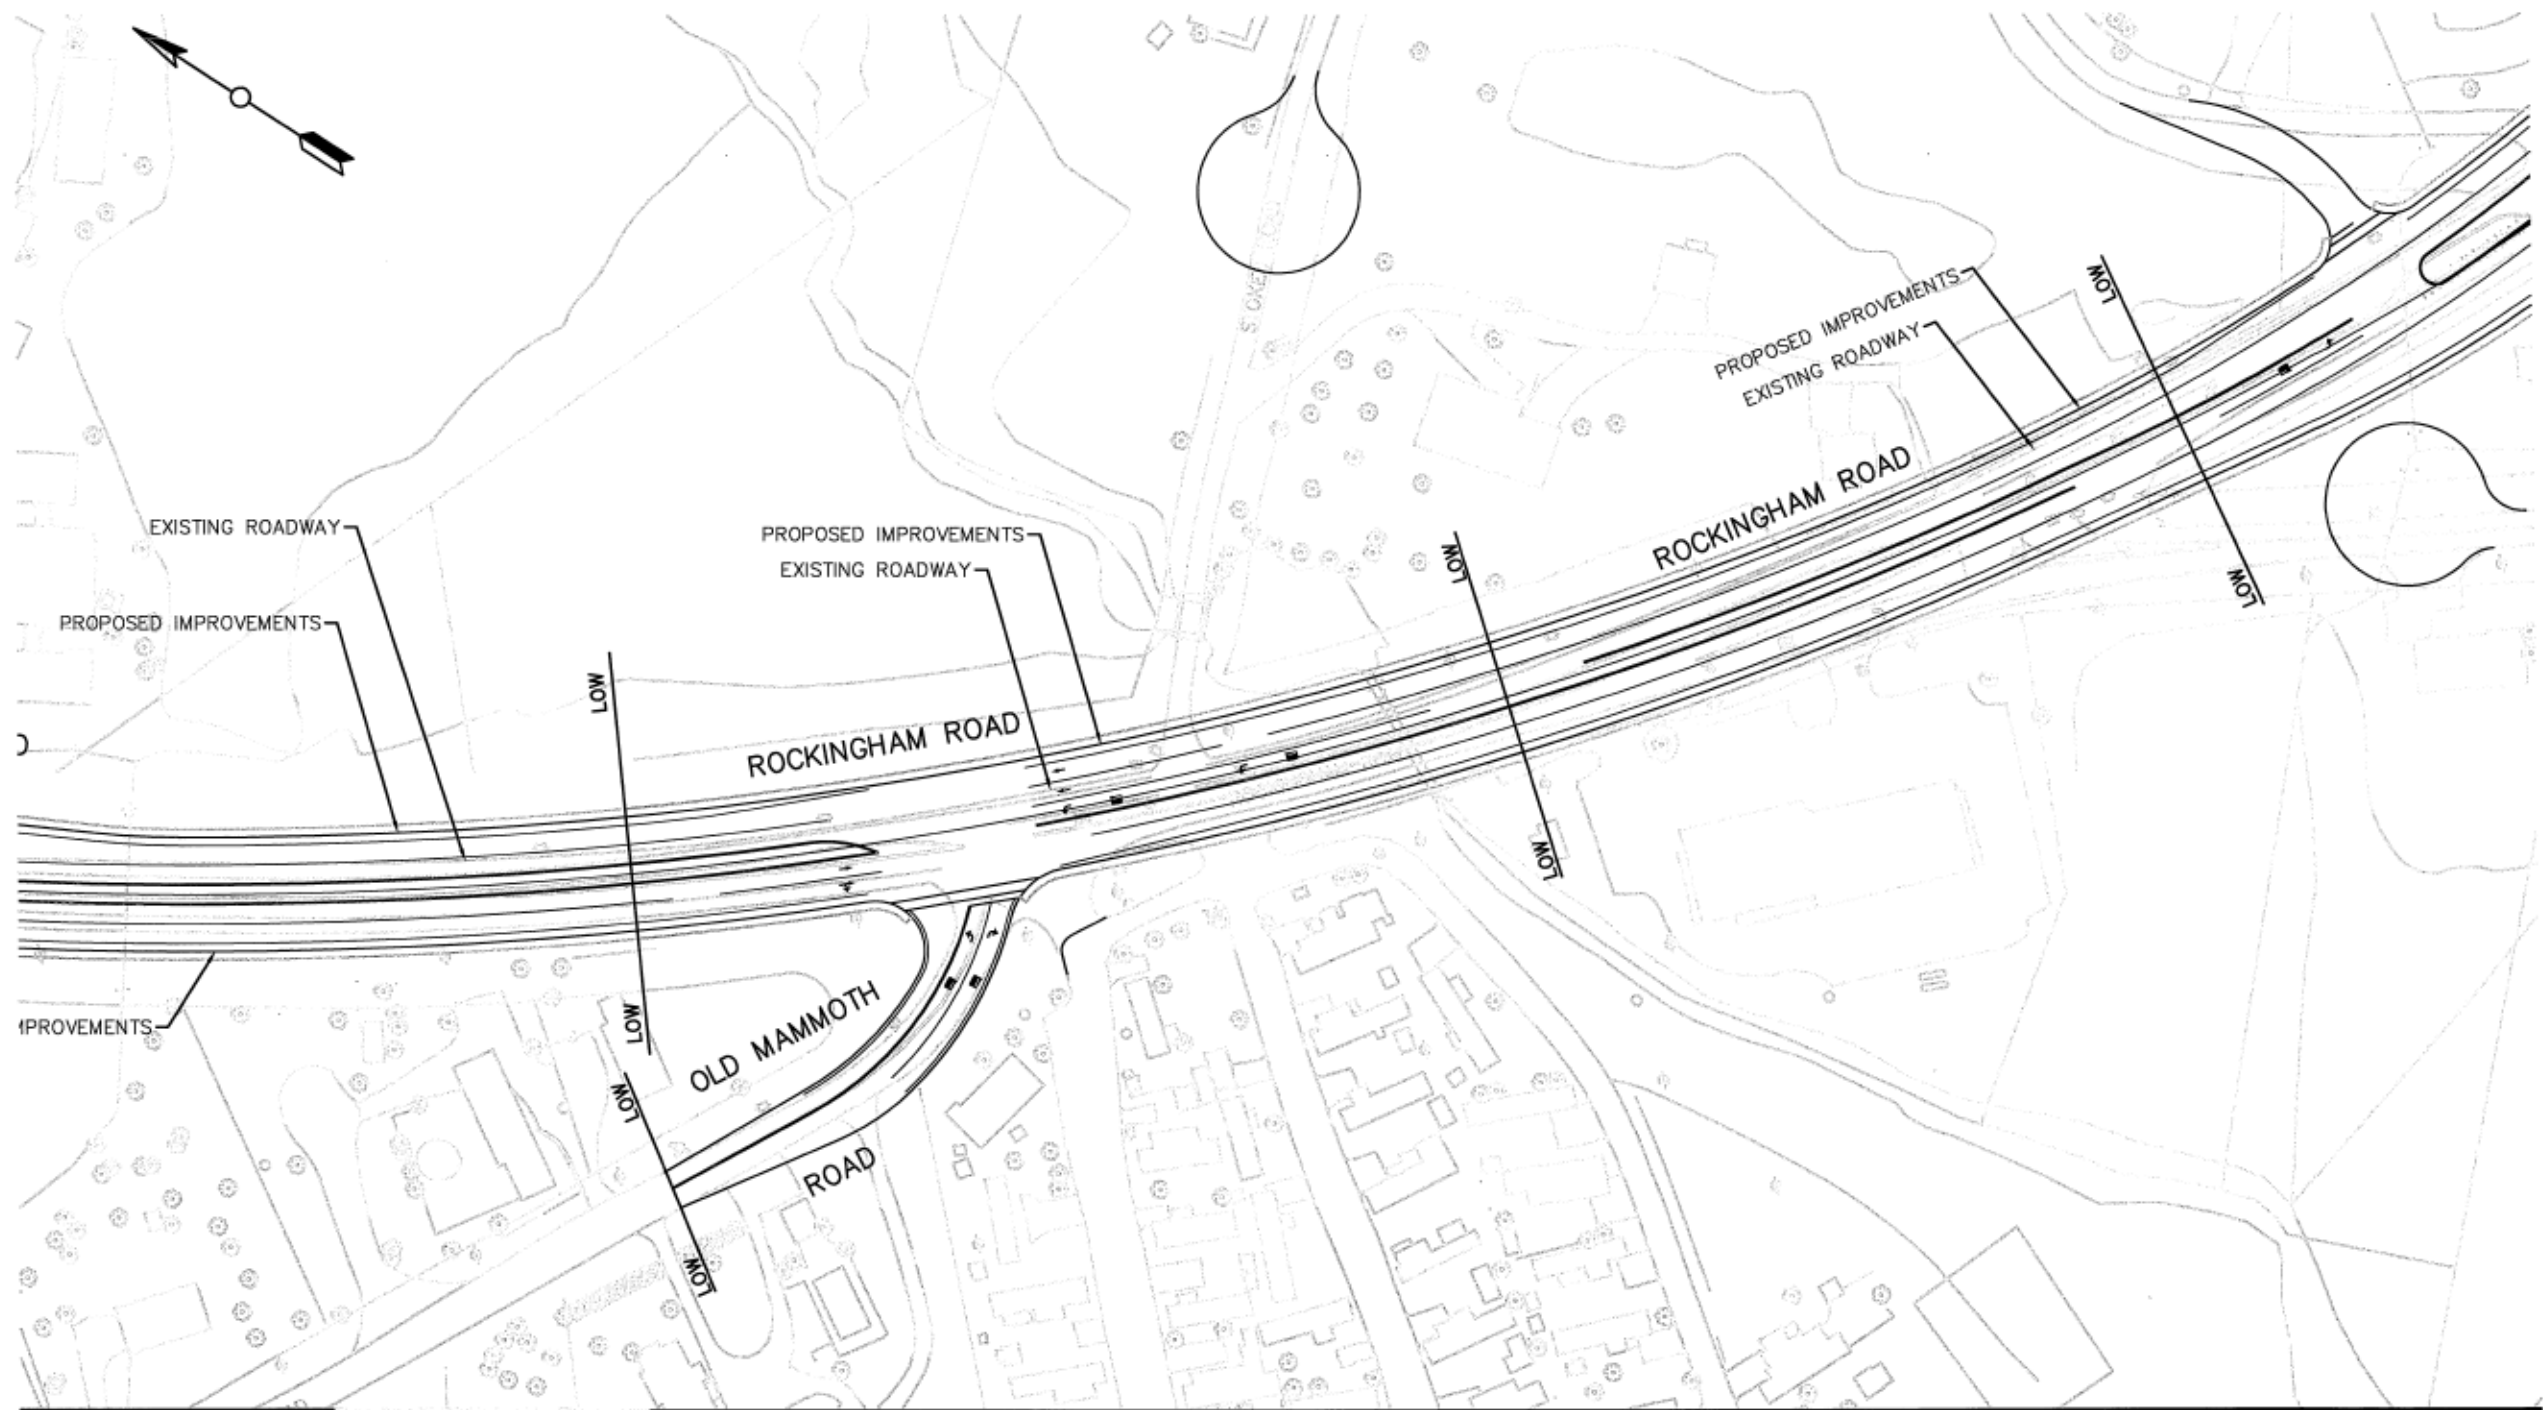 PROPOSED IMPROVEMENTS
EXISTING ROADWAY
LOW
LOW
ROCKINGHAM ROAD
EXISTING ROADWAY
PROPOSED IMPROVEMENTS
EXISTING ROADWAY
PROPOSED IMPROVEMENTS
LOW
LOW
LOW
ROCKINGHAM ROAD
LOW
IMPROVEMENTS
OLD MAMMOTH
ROAD
LOW
LOW